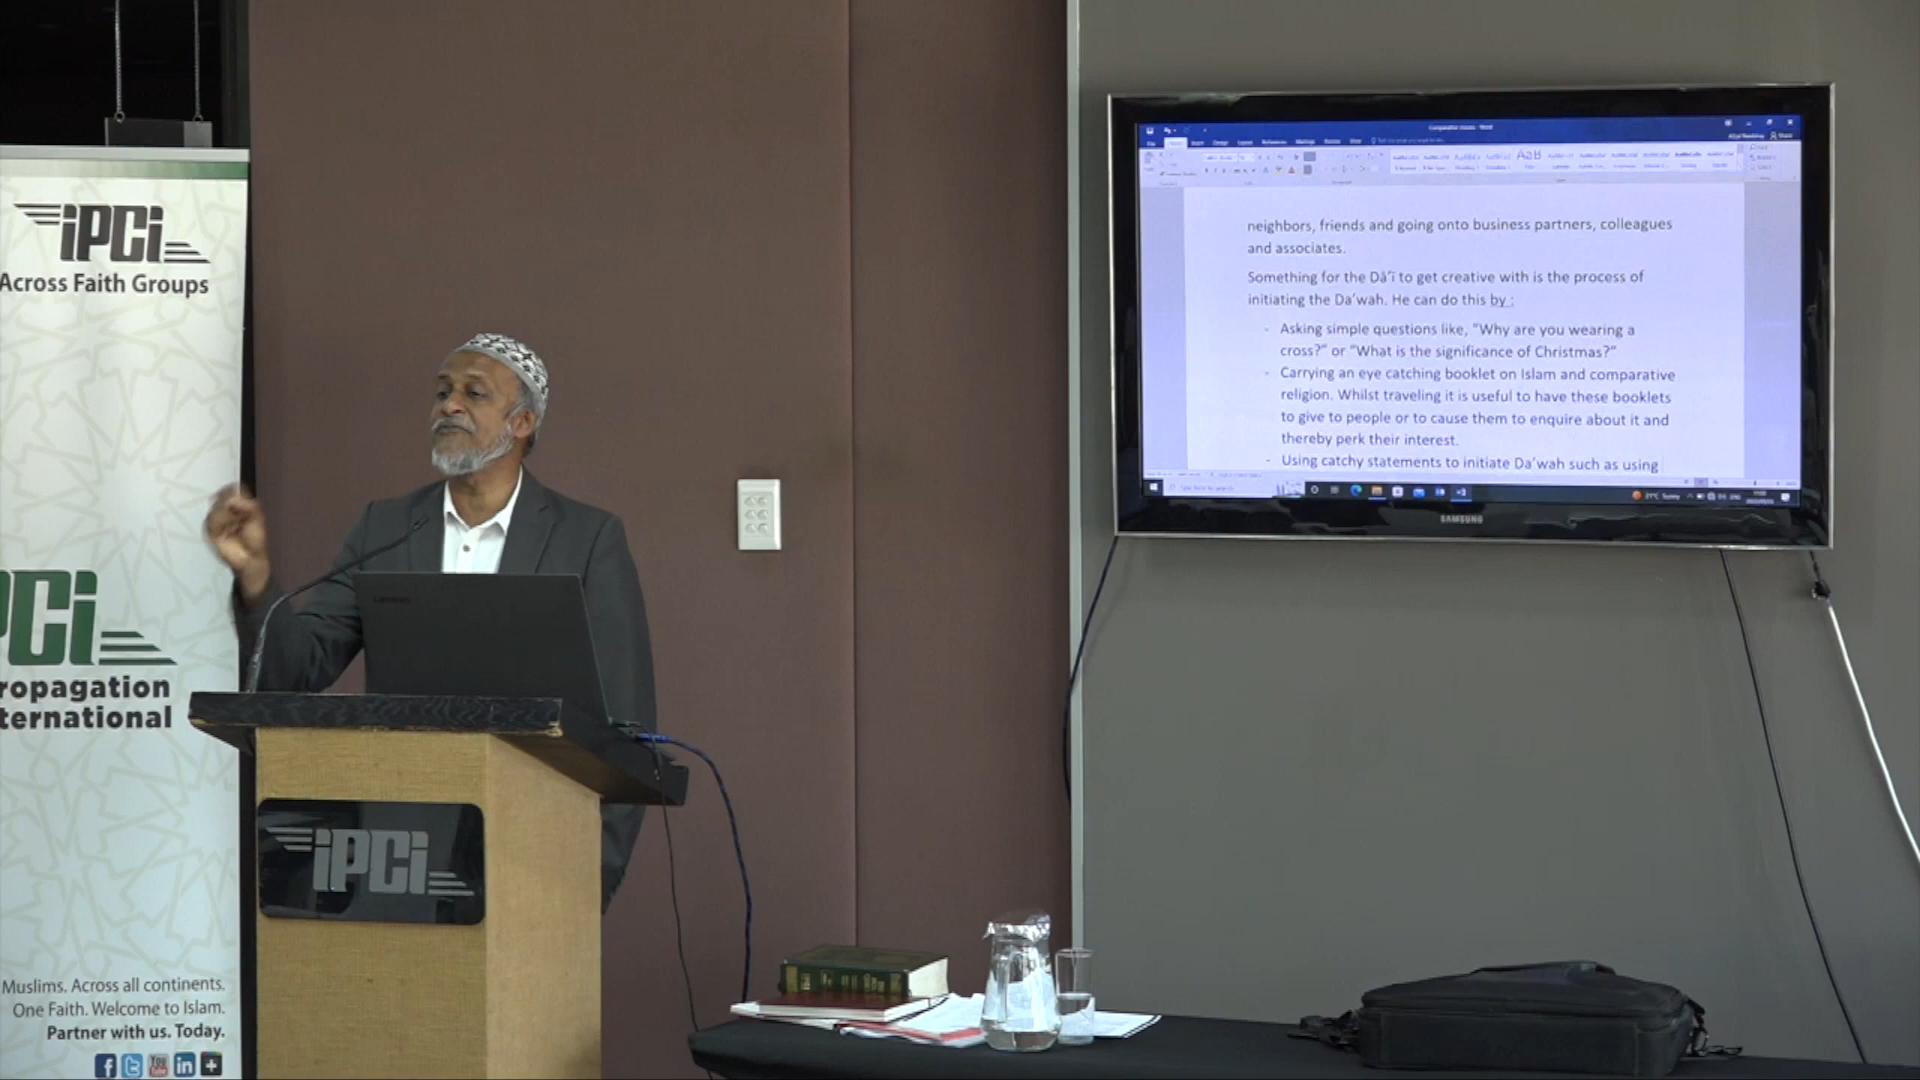 iPCi
Across Faith Groups
PCi
ropagation
ternational
Muslims. Across all continents.
One Faith. Welcome to Islam.
Partner with us. Today.
iPCi
neighbors, friends and going onto business partners, colleagues
and associates.
Something for the Dā’ī to get creative with is the process of
initiating the Da’wah. He can do this by :
- Asking simple questions like, “Why are you wearing a
cross?” or “What is the significance of Christmas?”
- Carrying an eye catching booklet on Islam and comparative
religion. Whilst traveling it is useful to have these booklets
to give to people or to cause them to enquire about it and
thereby perk their interest.
- Using catchy statements to initiate Da’wah such as using
SAMSUNG